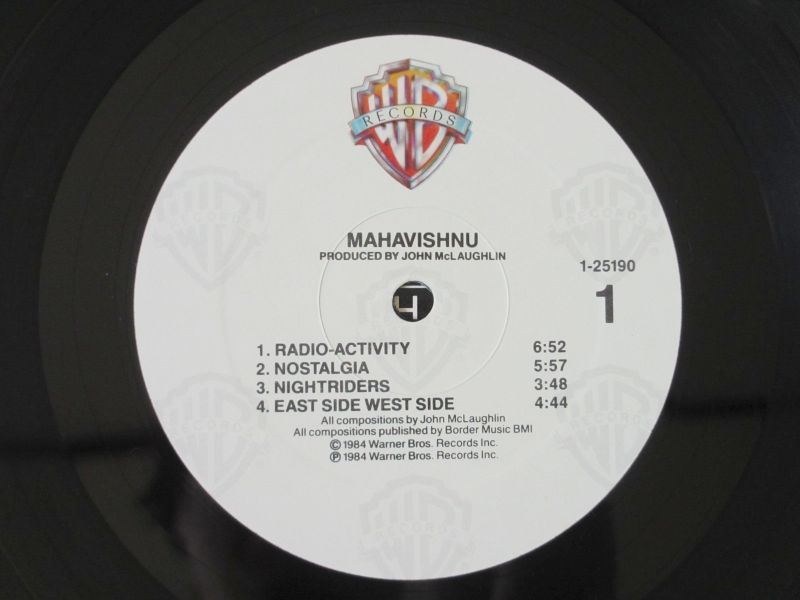 WB
RECORDS
MAHAVISHNU
PRODUCED BY JOHN McLAUGHLIN
1-25190
1
1. RADIO-ACTIVITY 6:52
2. NOSTALGIA 5:57
3. NIGHTRIDERS 3:48
4. EAST SIDE WEST SIDE 4:44
All compositions by John McLaughlin
All compositions published by Border Music BMI
© 1984 Warner Bros. Records Inc.
℗ 1984 Warner Bros. Records Inc.